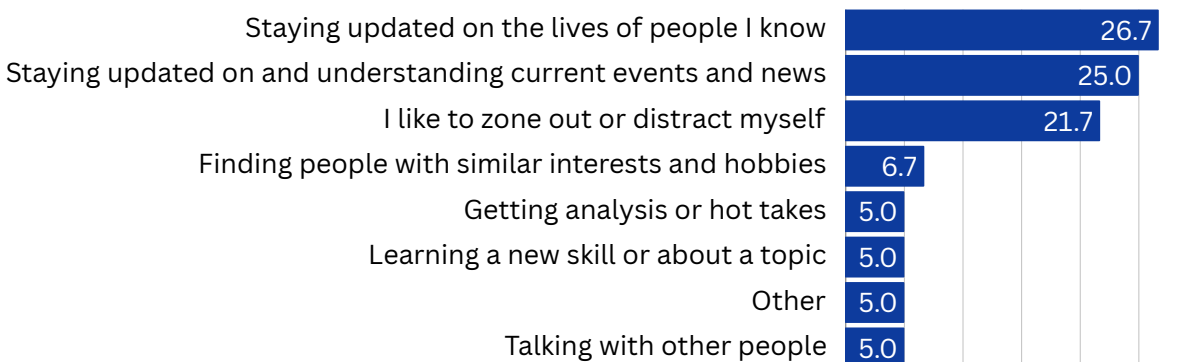 Staying updated on the lives of people I know 26.7
Staying updated on and understanding current events and news 25.0
I like to zone out or distract myself 21.7
Finding people with similar interests and hobbies 6.7
Getting analysis or hot takes 5.0
Learning a new skill or about a topic 5.0
Other 5.0
Talking with other people 5.0